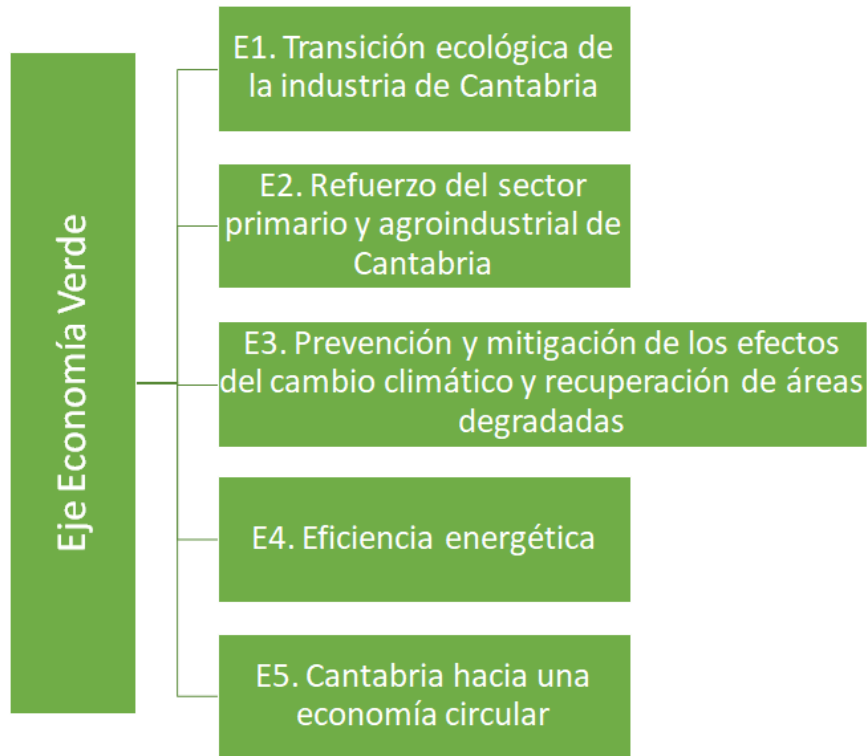 Eje Economía Verde
E1. Transición ecológica de
la industria de Cantabria
E2. Refuerzo del sector
primario y agroindustrial de
Cantabria
E3. Prevención y mitigación de los efectos
del cambio climático y recuperación de áreas
degradadas
E4. Eficiencia energética
E5. Cantabria hacia una
economía circular